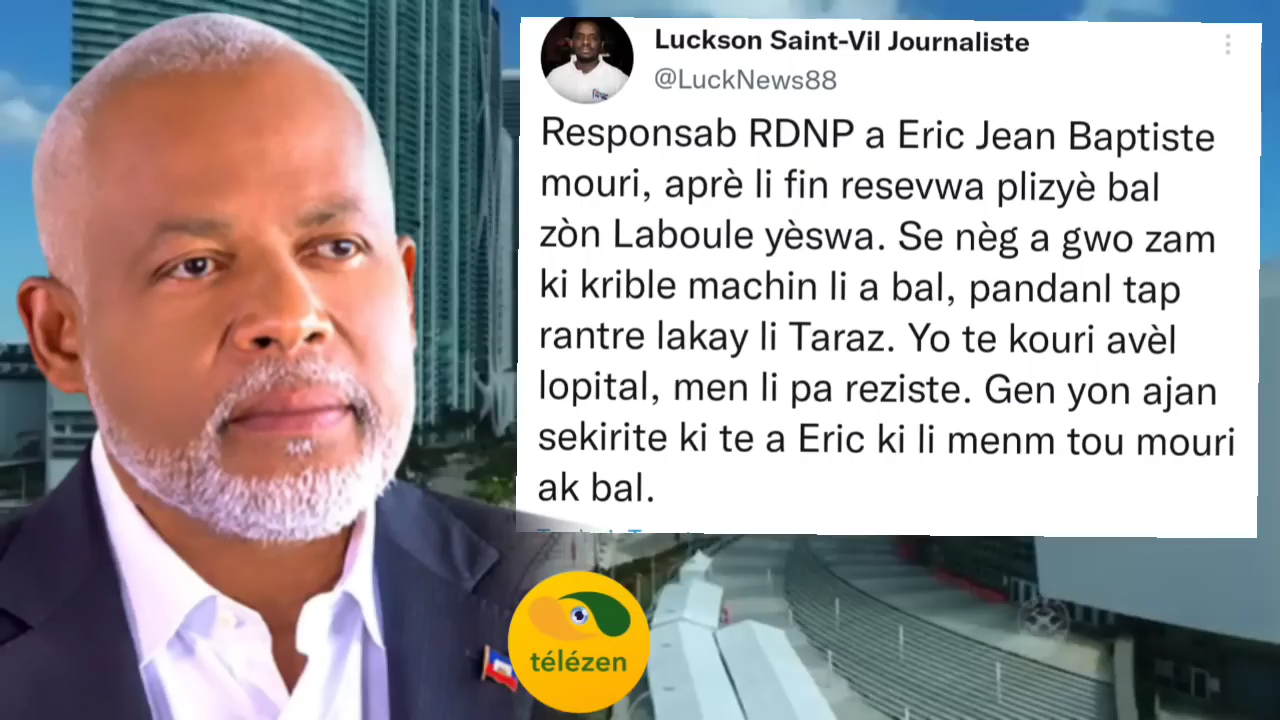 Luckson Saint-Vil Journaliste
@LuckNews88
Responsab RDNP a Eric Jean Baptiste
mouri, aprè li fin resevwa plizyè bal
zòn Laboule yèswa. Se nèg a gwo zam
ki krible machin li a bal, pandanl tap
rantre lakay li Taraz. Yo te kouri avèl
lopital, men li pa reziste. Gen yon ajan
sekirite ki te a Eric ki li menm tou mouri
ak bal.
télézen